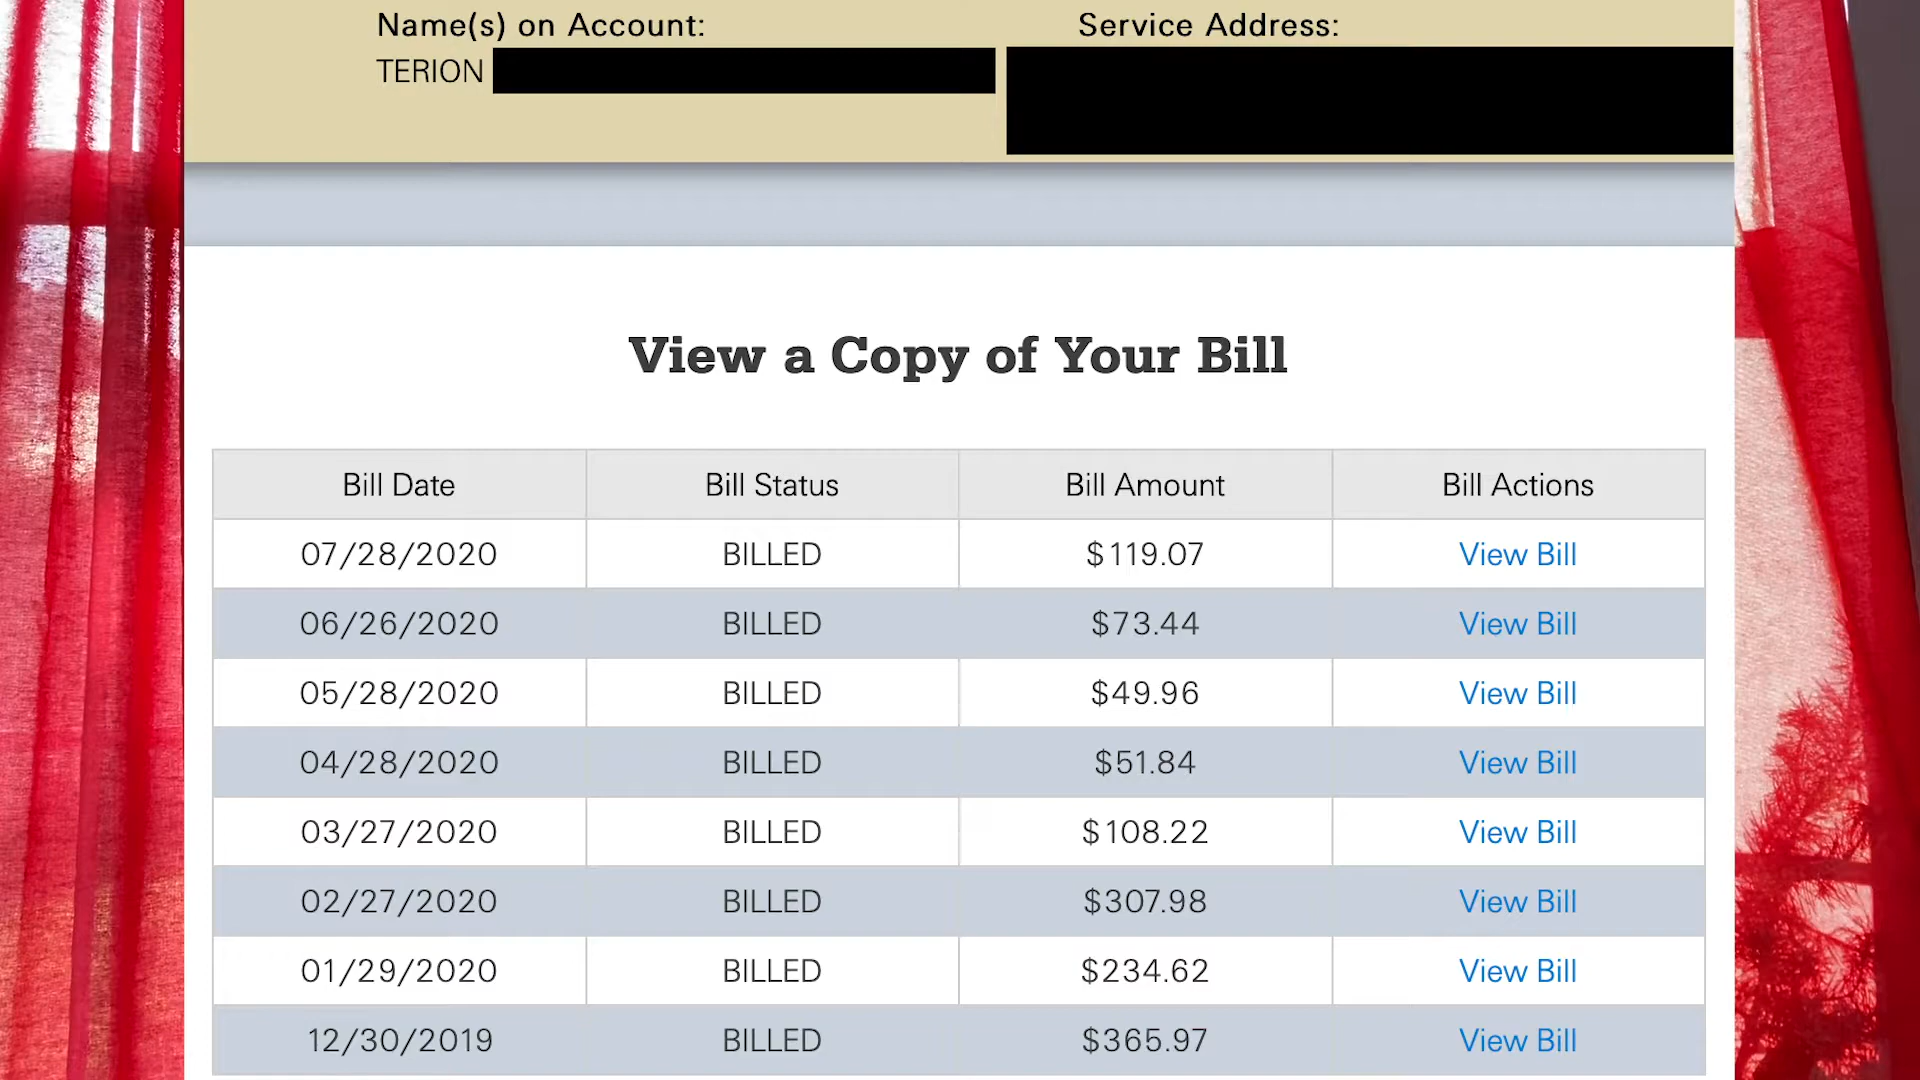 Name(s) on Account: Service Address:
TERION
View a Copy of Your Bill
Bill Date Bill Status Bill Amount Bill Actions
07/28/2020 BILLED $119.07 View Bill
06/26/2020 BILLED $73.44 View Bill
05/28/2020 BILLED $49.96 View Bill
04/28/2020 BILLED $51.84 View Bill
03/27/2020 BILLED $108.22 View Bill
02/27/2020 BILLED $307.98 View Bill
01/29/2020 BILLED $234.62 View Bill
12/30/2019 BILLED $365.97 View Bill